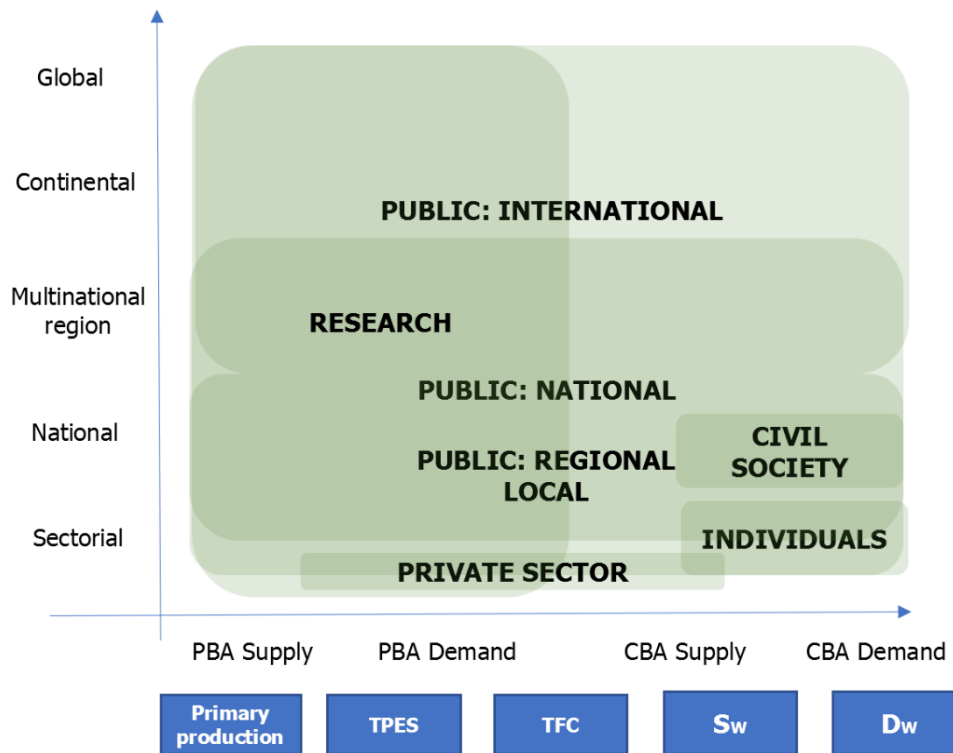 Global
Continental
PUBLIC: INTERNATIONAL
Multinational
region
RESEARCH
PUBLIC: NATIONAL
National
CIVIL
SOCIETY
PUBLIC: REGIONAL
LOCAL
Sectorial
INDIVIDUALS
PRIVATE SECTOR
PBA Supply
PBA Demand
CBA Supply
CBA Demand
Primary
production
TPES
TFC
Sw
Dw